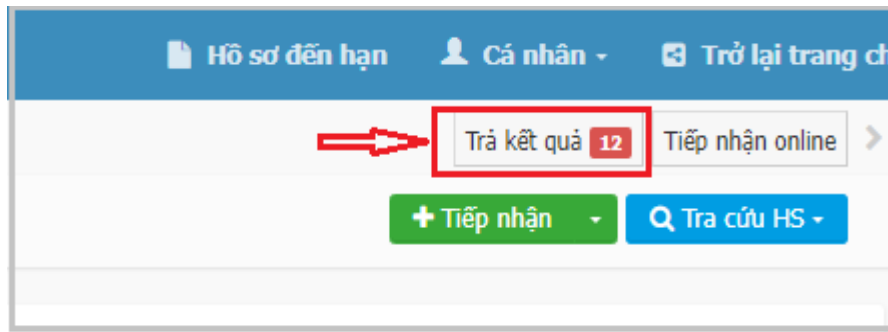 Hồ sơ đến hạn Cá nhân Trở lại trang ch
Trả kết quả 12 Tiếp nhận online
Tiếp nhận Tra cứu HS